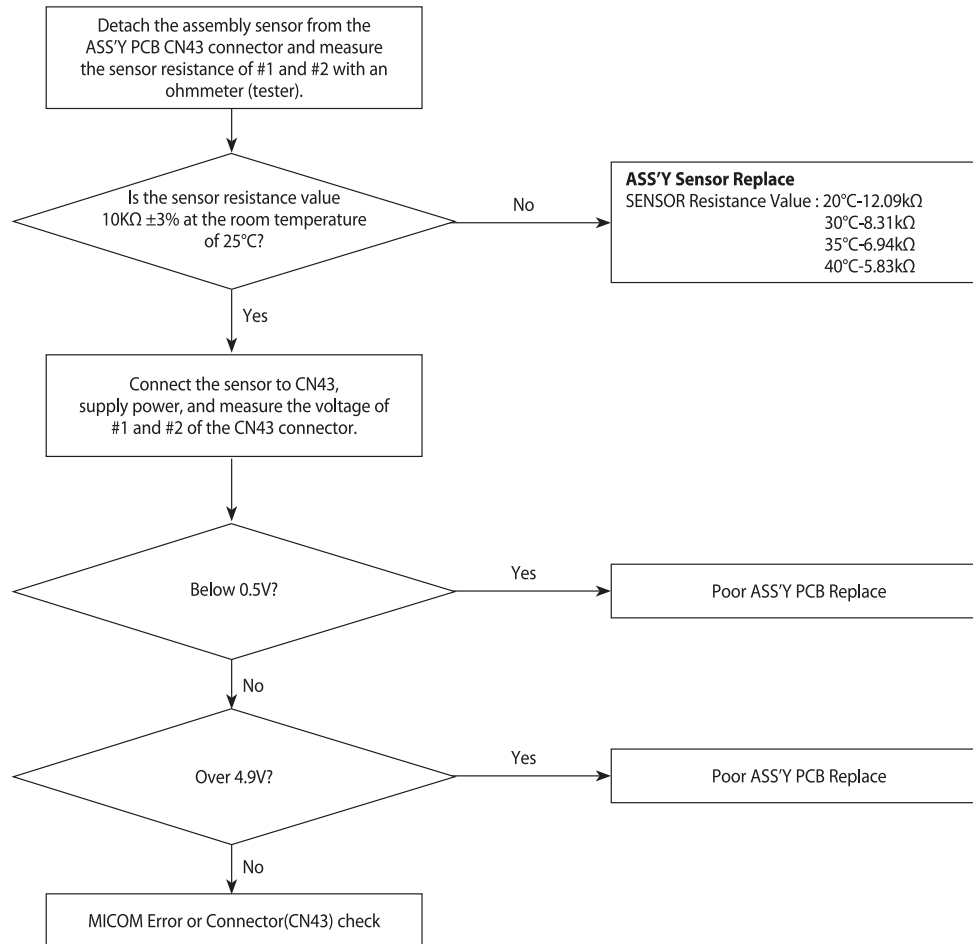 Detach the assembly sensor from the
ASS'Y PCB CN43 connector and measure
the sensor resistance of #1 and #2 with an
ohmmeter (tester).
Is the sensor resistance value
10KΩ ±3% at the room temperature
of 25°C?
No
ASS'Y Sensor Replace
SENSOR Resistance Value : 20°C-12.09kΩ
30°C-8.31kΩ
35°C-6.94kΩ
40°C-5.83kΩ
Yes
Connect the sensor to CN43,
supply power, and measure the voltage of
#1 and #2 of the CN43 connector.
Below 0.5V?
Yes
Poor ASS'Y PCB Replace
No
Over 4.9V?
Yes
Poor ASS'Y PCB Replace
No
MICOM Error or Connector(CN43) check